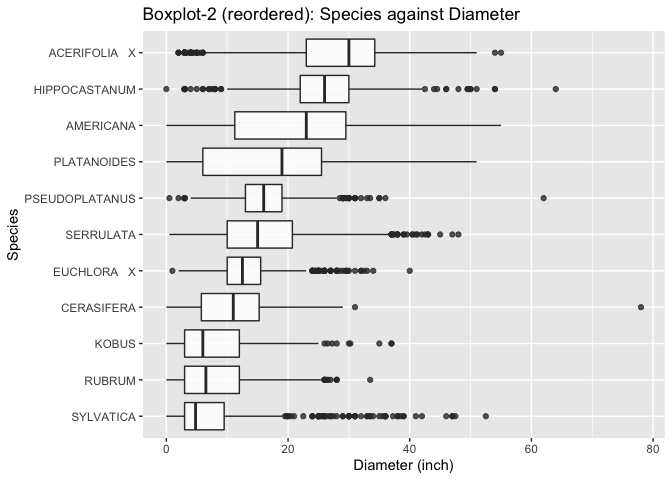 Boxplot-2 (reordered): Species against Diameter
Species
ACERIFOLIA X
HIPPOCASTANUM
AMERICANA
PLATANOIDES
PSEUDOPLATANUS
SERRULATA
EUCHLORA X
CERASIFERA
KOBUS
RUBRUM
SYLVATICA
0 20 40 60 80
Diameter (inch)